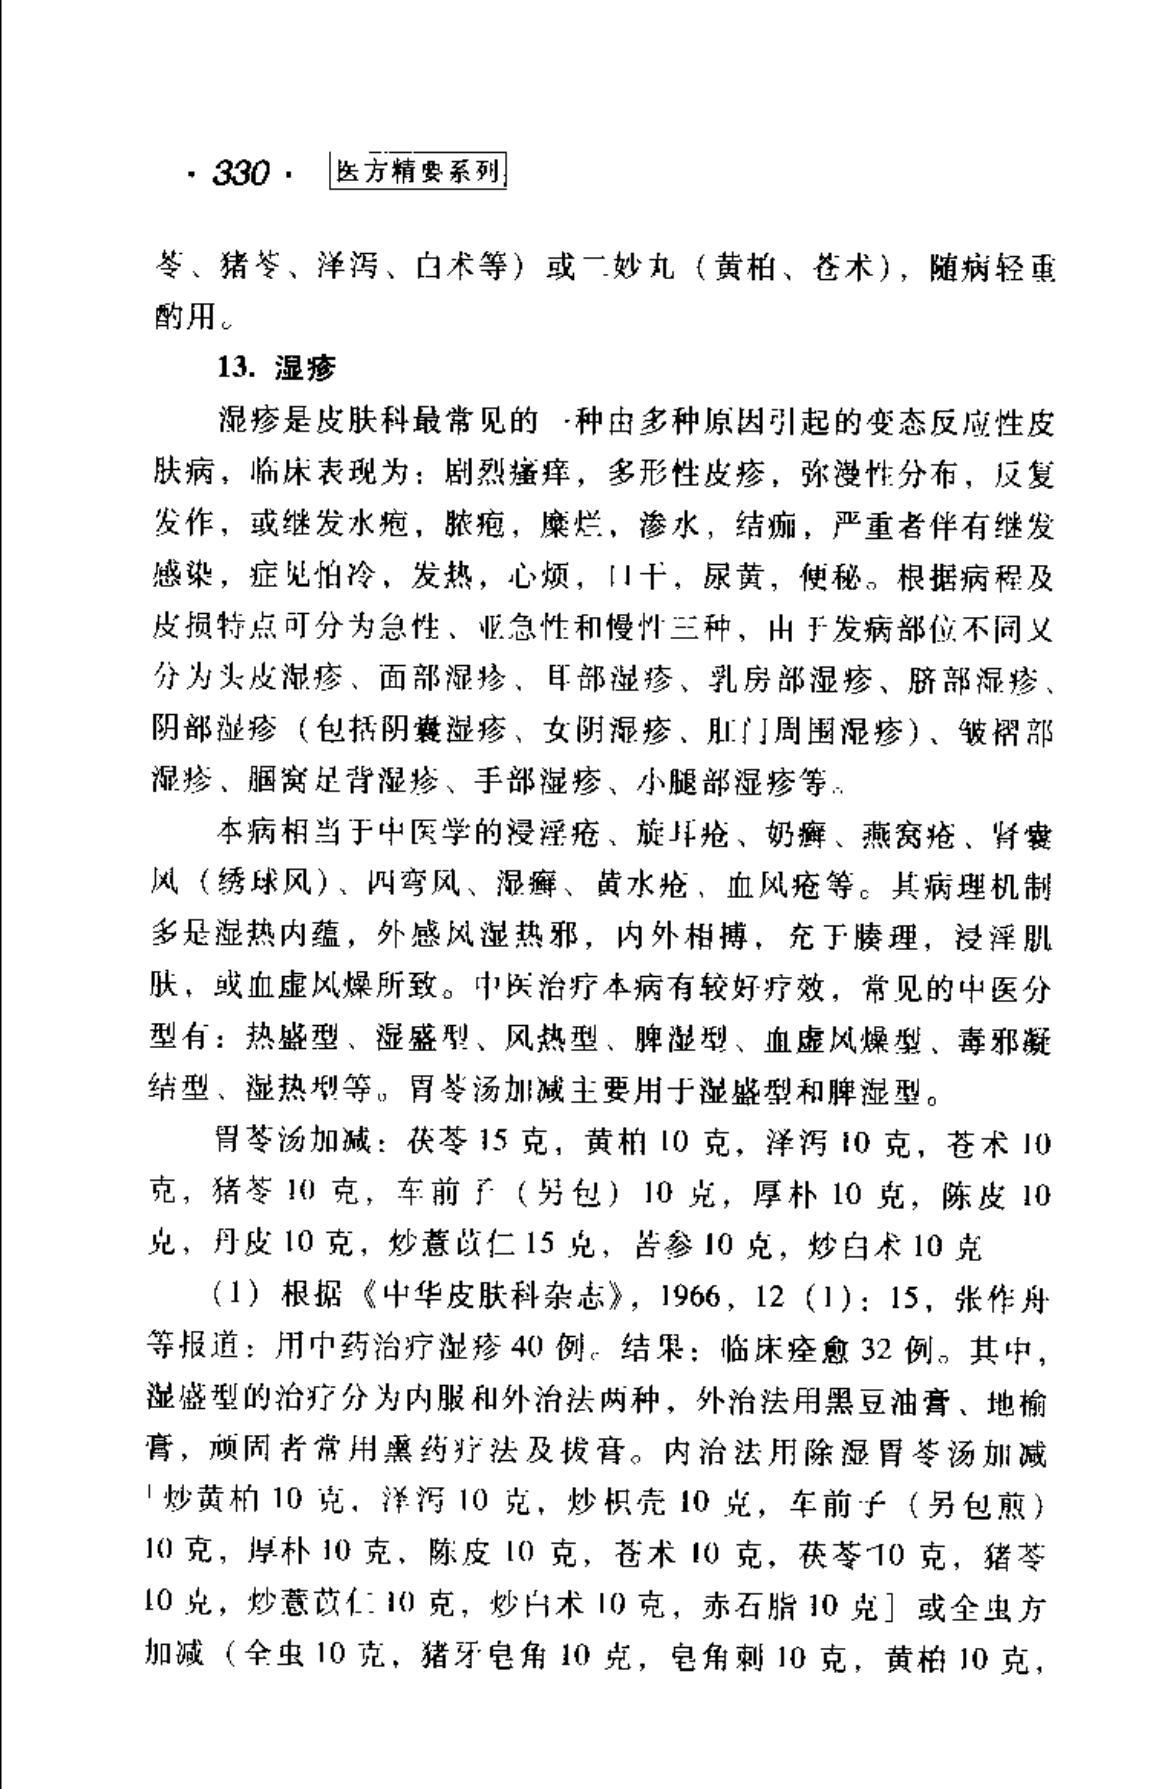 · 330 · 医方精要系列
苓、猪苓、泽泻、白术等）或二妙丸（黄柏、苍术），随病轻重
酌用。
13. 湿疹
湿疹是皮肤科最常见的一种由多种原因引起的变态反应性皮
肤病，临床表现为：剧烈瘙痒，多形性皮疹，弥漫性分布，反复
发作，或继发水疱，脓疱，糜烂，渗水，结痂，严重者伴有继发
感染，症见怕冷，发热，心烦，口干，尿黄，便秘。根据病程及
皮损特点可分为急性、亚急性和慢性三种，由于发病部位不同又
分为头皮湿疹、面部湿疹、耳部湿疹、乳房部湿疹、脐部湿疹、
阴部湿疹（包括阴囊湿疹、女阴湿疹、肛门周围湿疹）、皱褶部
湿疹、腘窝足背湿疹、手部湿疹、小腿部湿疹等。
本病相当于中医学的浸淫疮、旋耳疮、奶癣、燕窝疮、肾囊
风（绣球风）、四弯风、湿癣、黄水疮、血风疮等。其病理机制
多是湿热内蕴，外感风湿热邪，内外相搏，充于腠理，浸淫肌
肤，或血虚风燥所致。中医治疗本病有较好疗效，常见的中医分
型有：热盛型、湿盛型、风热型、脾湿型、血虚风燥型、毒邪凝
结型、湿热型等。胃苓汤加减主要用于湿盛型和脾湿型。
胃苓汤加减：茯苓 15 克，黄柏 10 克，泽泻 10 克，苍术 10
克，猪苓 10 克，车前子（另包）10 克，厚朴 10 克，陈皮 10
克，丹皮 10 克，炒薏苡仁 15 克，苦参 10 克，炒白术 10 克
（1）根据《中华皮肤科杂志》，1966，12（1）：15，张作舟
等报道：用中药治疗湿疹 40 例。结果：临床痊愈 32 例。其中，
湿盛型的治疗分为内服和外治法两种，外治法用黑豆油膏、地榆
膏，顽固者常用熏药疗法及拔膏。内治法用除湿胃苓汤加减
[炒黄柏 10 克，泽泻 10 克，炒枳壳 10 克，车前子（另包煎）
10 克，厚朴 10 克，陈皮 10 克，苍术 10 克，茯苓 10 克，猪苓
10 克，炒薏苡仁 10 克，炒白术 10 克，赤石脂 10 克] 或全虫方
加减（全虫 10 克，猪牙皂角 10 克，皂角刺 10 克，黄柏 10 克，